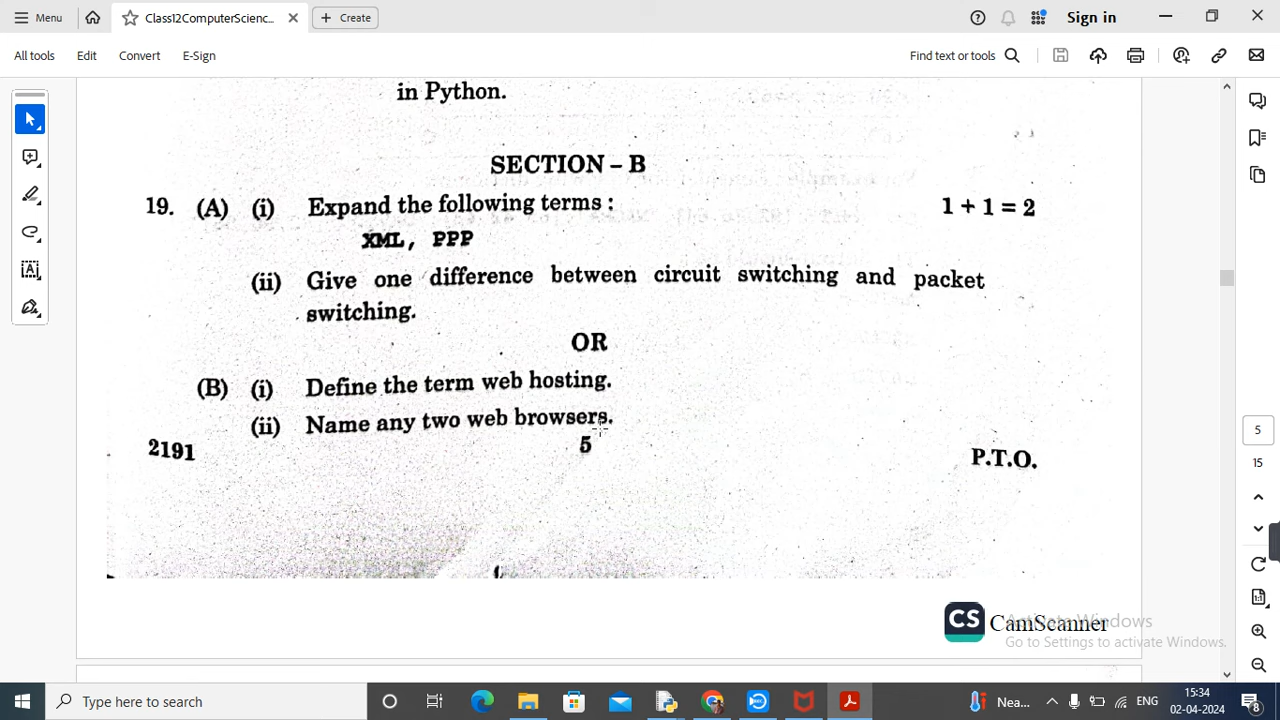 Menu
Class12ComputerScienc...
Create
Sign in
All tools
Edit
Convert
E-Sign
Find text or tools
in Python.
SECTION – B
19. (A) (i) Expand the following terms : 1 + 1 = 2
XML, PPP
(ii) Give one difference between circuit switching and packet
switching.
OR
(B) (i) Define the term web hosting.
(ii) Name any two web browsers.
2191 5 P.T.O.
5
15
CS CamScanner
Activate Windows
Go to Settings to activate Windows.
Type here to search
Nea...
ENG
15:34
02-04-2024
8